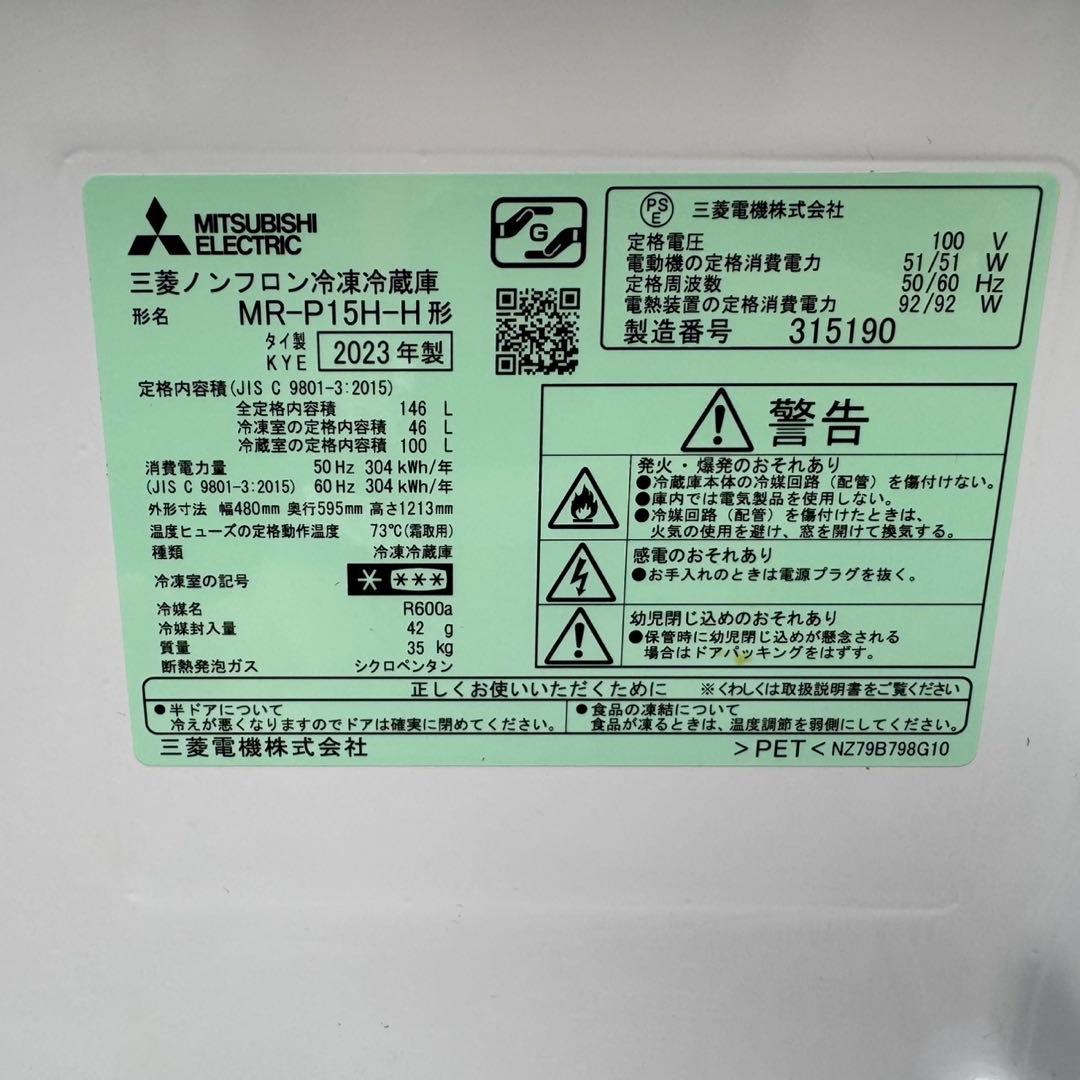 MITSUBISHI
ELECTRIC
三菱ノンフロン冷凍冷蔵庫
形名 MR-P15H-H形
タイ製
KYE 2023年製
定格内容積(JIS C 9801-3:2015)
全定格内容積 146 L
冷凍室の定格内容積 46 L
冷蔵室の定格内容積 100 L
消費電力量 50Hz 304 kWh/年
(JIS C 9801-3:2015) 60Hz 304 kWh/年
外形寸法 幅480mm 奥行595mm 高さ1213mm
温度ヒューズの定格動作温度 73℃(霜取用)
種類 冷凍冷蔵庫
冷凍室の記号 * ***
冷媒名 R600a
冷媒封入量 42 g
質量 35 kg
断熱発泡ガス シクロペンタン
G
PSE 三菱電機株式会社
定格電圧 100 V
電動機の定格消費電力 51/51 W
定格周波数 50/60 Hz
電熱装置の定格消費電力 92/92 W
製造番号 315190
警告
発火・爆発のおそれあり
●冷蔵庫本体の冷媒回路（配管）を傷付けない。
●庫内では電気製品を使用しない。
●冷媒回路（配管）を傷付けたときは、
火気の使用を避け、窓を開けて換気する。
感電のおそれあり
●お手入れのときは電源プラグを抜く。
幼児閉じ込めのおそれあり
●保管時に幼児閉じ込めが懸念される
場合はドアパッキングをはずす。
正しくお使いいただくために ※くわしくは取扱説明書をご覧ください
●半ドアについて
冷えが悪くなりますのでドアは確実に閉めてください。
●食品の凍結について
食品が凍るときは、温度調節を弱側にしてください。
三菱電機株式会社 >PET< NZ79B798G10